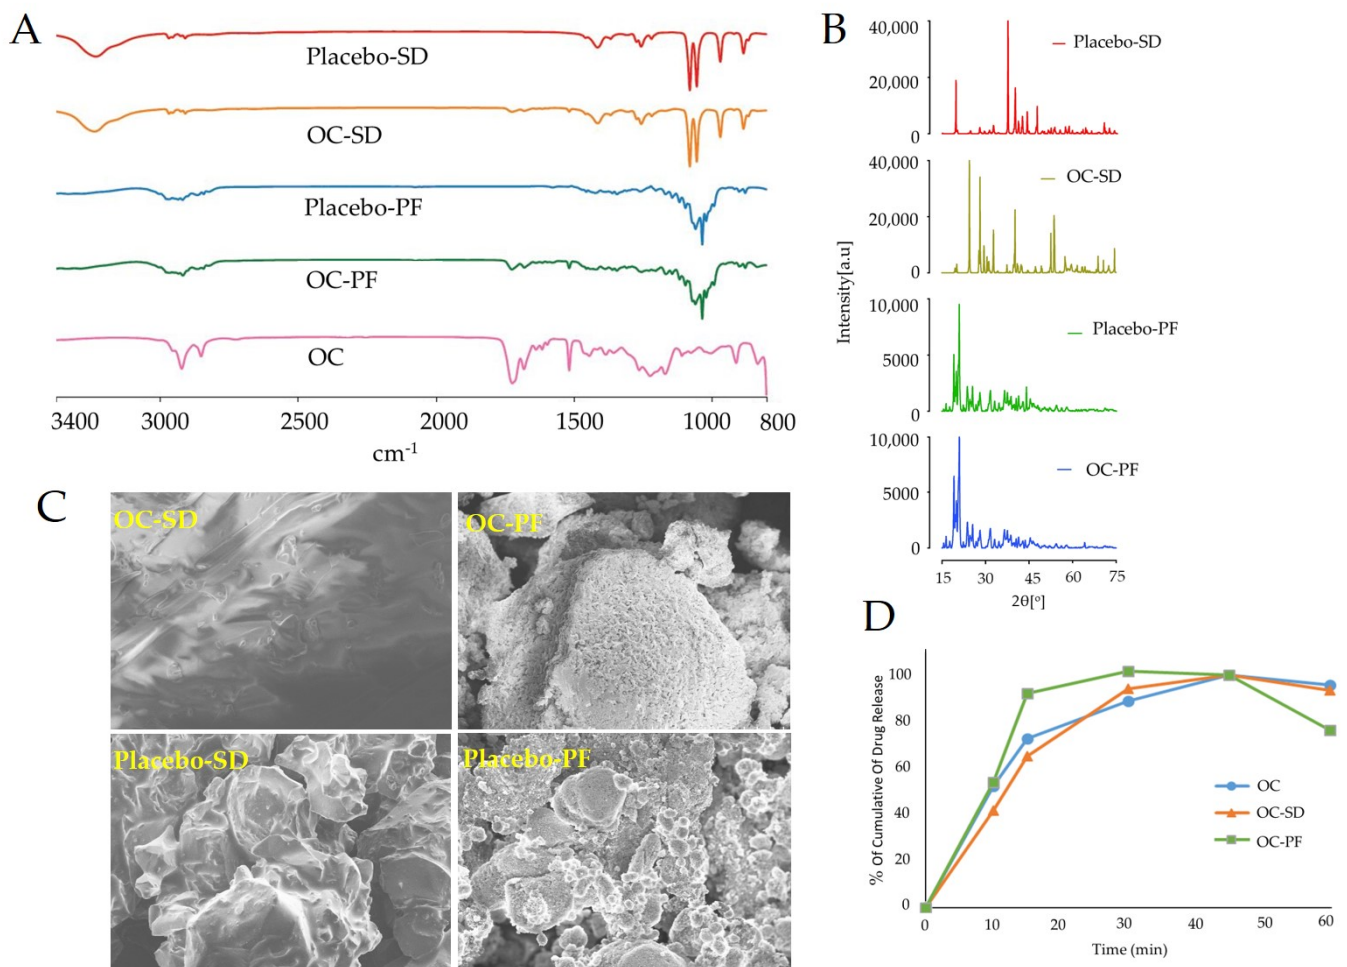 A
Placebo-SD
OC-SD
Placebo-PF
OC-PF
OC
3400 3000 2500 2000 1500 1000 800
cm-1
B
40,000
20,000
0
Placebo-SD
40,000
20,000
0
OC-SD
10,000
5000
0
Placebo-PF
10,000
5000
0
OC-PF
Intensity[a.u]
15 30 45 60 75
2θ[°]
C
OC-SD
OC-PF
Placebo-SD
Placebo-PF
D
% Of Cumulative Of Drug Release
100
80
60
40
20
0
OC
OC-SD
OC-PF
0 10 20 30 40 50 60
Time (min)